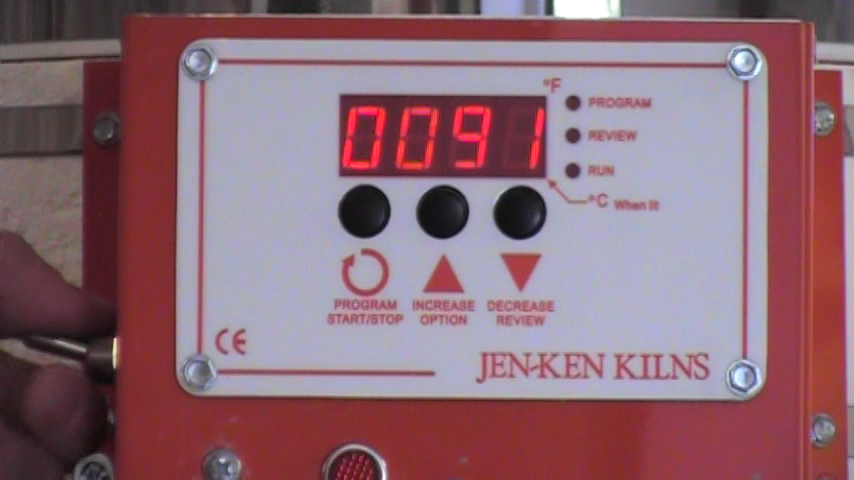 °F
0091
PROGRAM
REVIEW
RUN
°C When lit
PROGRAM START/STOP
INCREASE OPTION
DECREASE REVIEW
CE
JEN-KEN KILNS